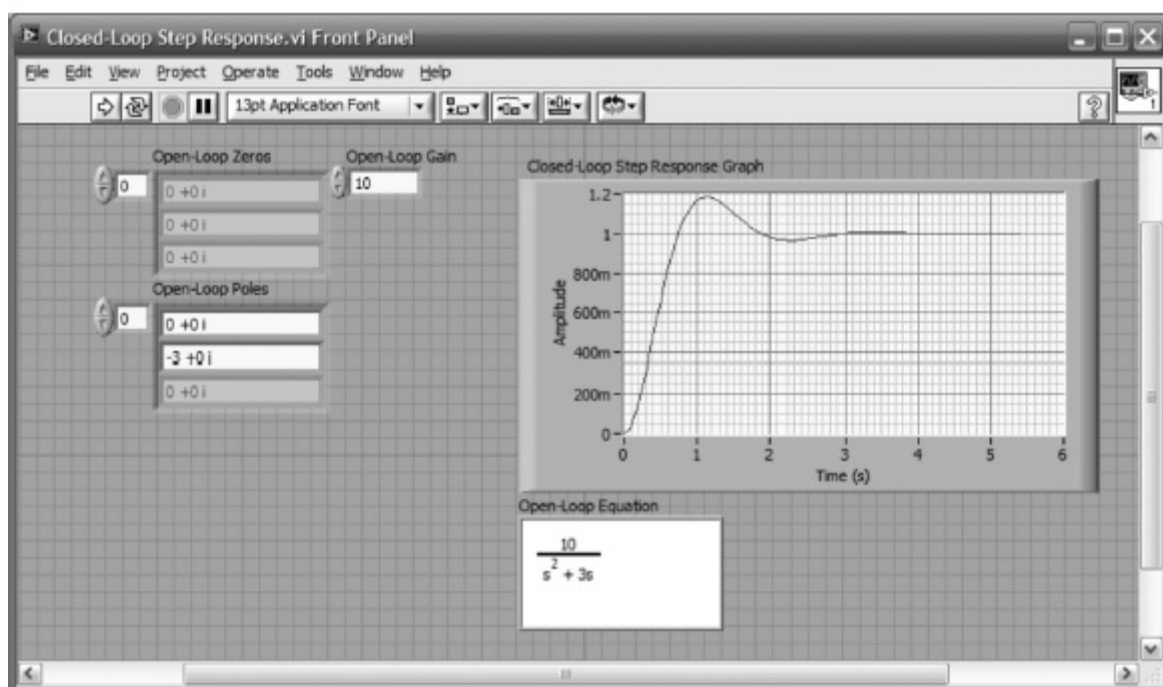 Closed-Loop Step Response.vi Front Panel
File Edit View Project Operate Tools Window Help
13pt Application Font
1
Open-Loop Zeros
0
0 +0 i
0 +0 i
0 +0 i
Open-Loop Gain
10
Open-Loop Poles
0
0 +0 i
-3 +0 i
0 +0 i
Closed-Loop Step Response Graph
1.2
1
800m
600m
400m
200m
0
Amplitude
0 1 2 3 4 5 6
Time (s)
Open-Loop Equation
10
s² + 3s